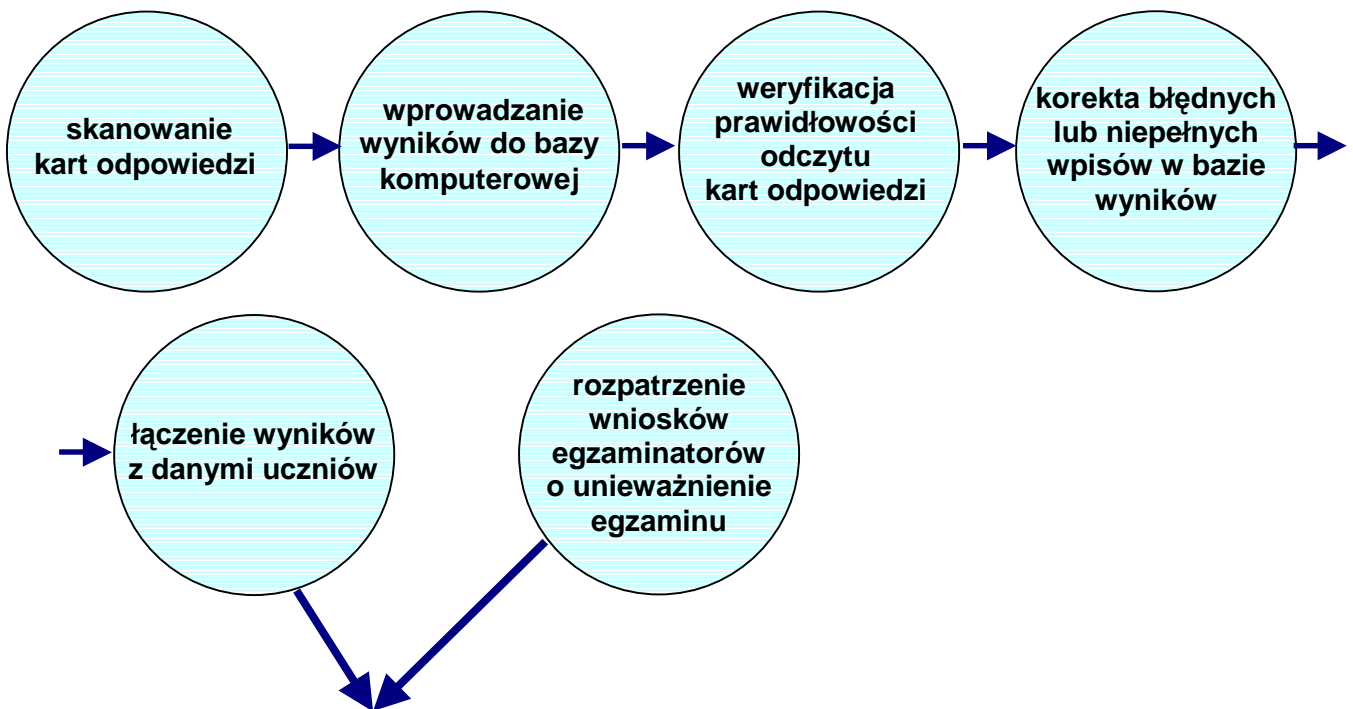 skanowanie
kart odpowiedzi
wprowadzanie
wyników do bazy
komputerowej
weryfikacja
prawidłowości
odczytu
kart odpowiedzi
korekta błędnych
lub niepełnych
wpisów w bazie
wyników
łączenie wyników
z danymi uczniów
rozpatrzenie
wniosków
egzaminatorów
o unieważnienie
egzaminu